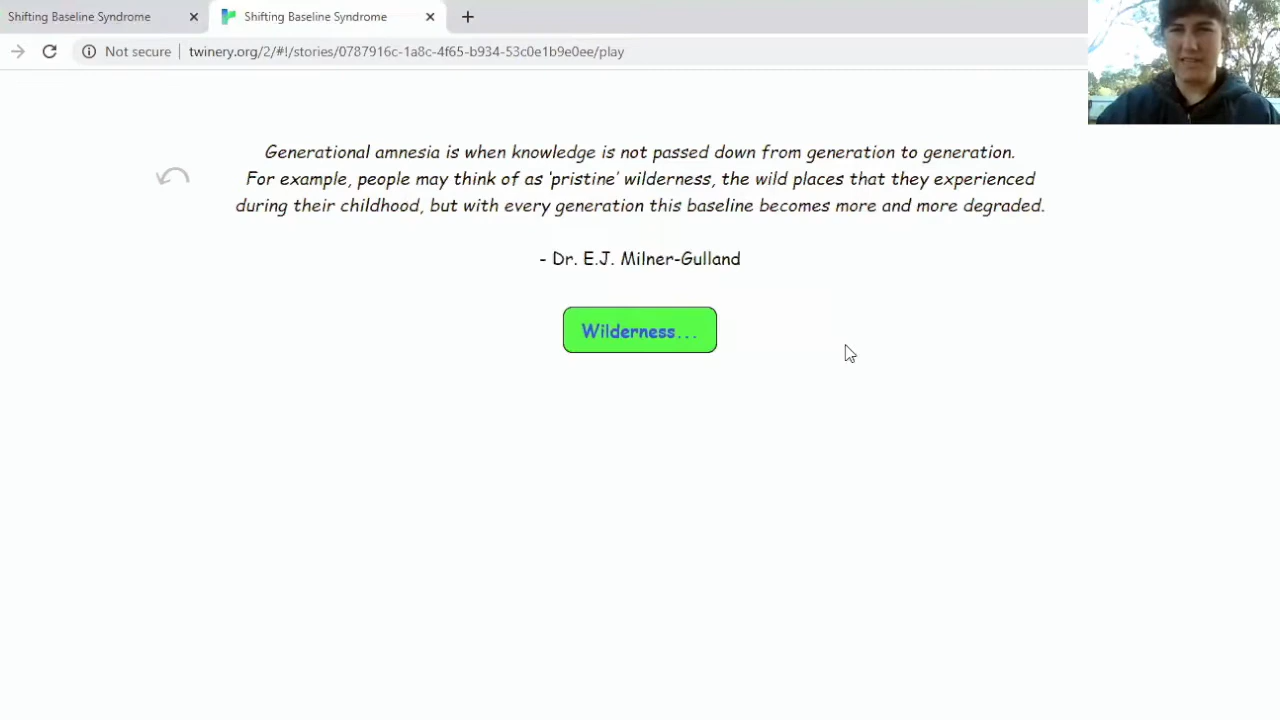 Shifting Baseline Syndrome
Shifting Baseline Syndrome
Not secure
twinery.org/2/#!/stories/0787916c-1a8c-4f65-b934-53c0e1b9e0ee/play
Generational amnesia is when knowledge is not passed down from generation to generation.
For example, people may think of as 'pristine' wilderness, the wild places that they experienced
during their childhood, but with every generation this baseline becomes more and more degraded.
- Dr. E.J. Milner-Gulland
Wilderness...